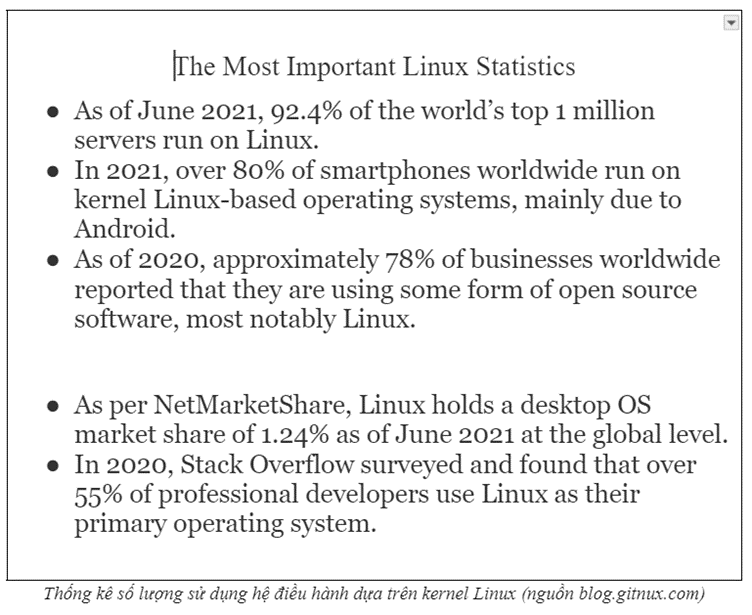 The Most Important Linux Statistics
● As of June 2021, 92.4% of the world’s top 1 million
servers run on Linux.
● In 2021, over 80% of smartphones worldwide run on
kernel Linux-based operating systems, mainly due to
Android.
● As of 2020, approximately 78% of businesses worldwide
reported that they are using some form of open source
software, most notably Linux.
● As per NetMarketShare, Linux holds a desktop OS
market share of 1.24% as of June 2021 at the global level.
● In 2020, Stack Overflow surveyed and found that over
55% of professional developers use Linux as their
primary operating system.
Thống kê số lượng sử dụng hệ điều hành dựa trên kernel Linux (nguồn blog.gitnux.com)